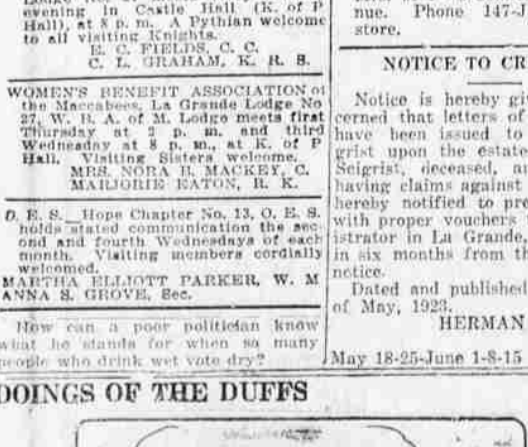 evening in Castle Hall (K. of P
Hall), at 8 p. m. A Pythian welcome
to all visiting Knights.
E. C. FIELDS, C. C.
C. L. GRAHAM, K. R. S.
WOMEN'S BENEFIT ASSOCIATION of
the Maccabees, La Grande Lodge No
27, W. B. A. of M. Lodge meets first
Thursday at 2 p. m. and third
Wednesday at 8 p. m., at K. of P
Hall. Visiting Sisters welcome.
MRS. NORA B. MACKEY, C.
MARJORIE EATON, R. K.
O. E. S.__Hope Chapter No. 13, O. E. S.
holds stated communication the sec-
ond and fourth Wednesdays of each
month. Visiting members cordially
welcomed.
MARTHA ELLIOTT PARKER, W. M
ANNA S. GROVE, Sec.
How can a poor politician know
what he stands for when so many
people who drink wet vote dry?
DOINGS OF THE DUFFS
nue. Phone 147-J
store.
NOTICE TO CR
Notice is hereby giv
cerned that letters of
have been issued to
grist upon the estate
Seigrist, deceased, an
having claims against
hereby notified to pre
with proper vouchers
istrator in La Grande,
in six months from th
notice.
Dated and published
of May, 1923.
HERMAN
May 18-25-June 1-8-15